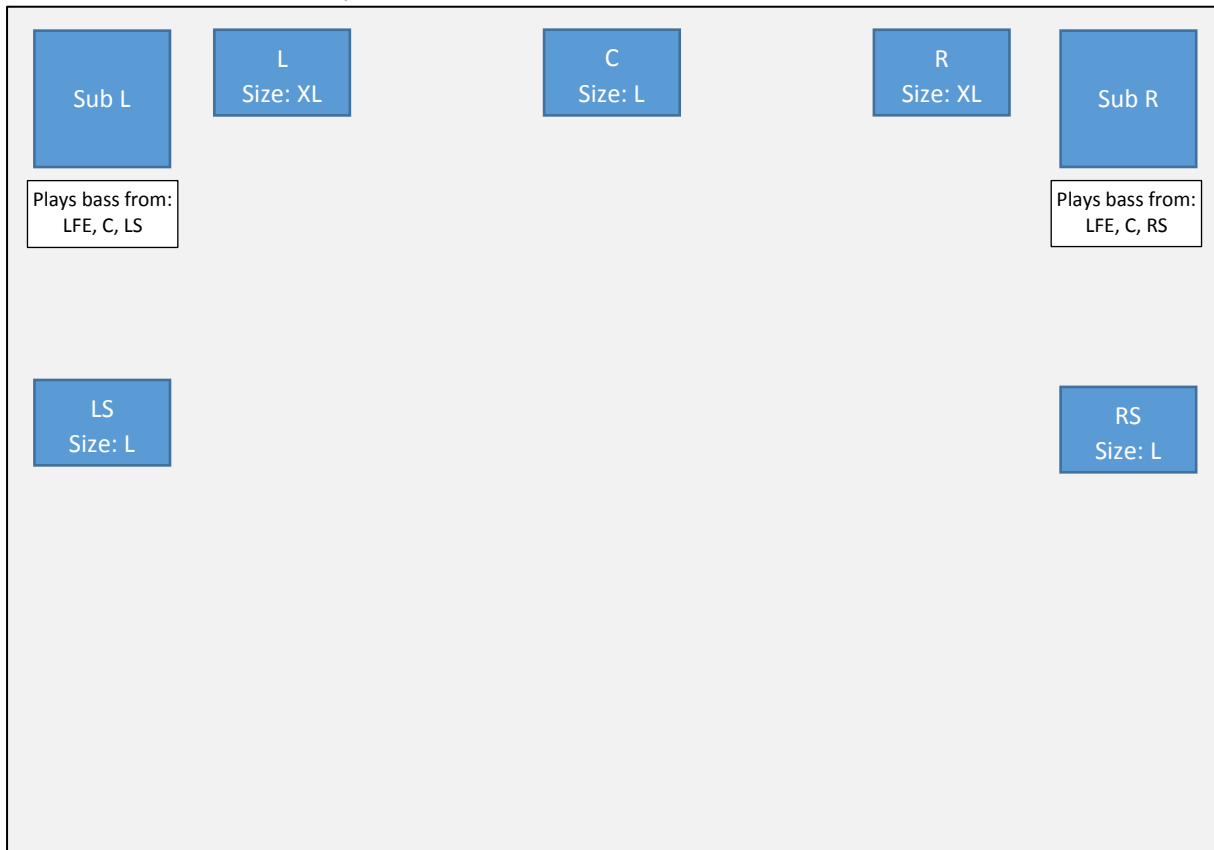 Sub L
L
Size: XL
C
Size: L
R
Size: XL
Sub R
Plays bass from:
LFE, C, LS
Plays bass from:
LFE, C, RS
LS
Size: L
RS
Size: L